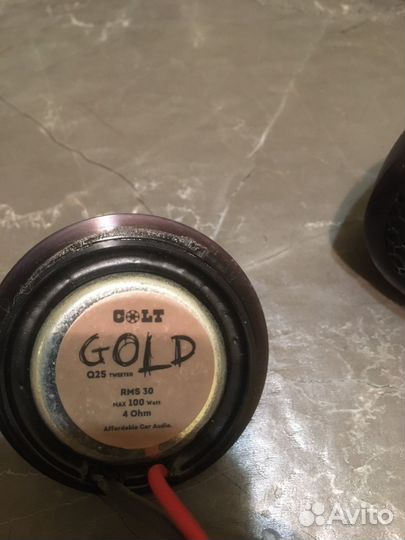 COLT
GOLD
Q25 TWEETER
RMS 30
MAX 100 Watt
4 Ohm
Affordable Car Audio.
Avito